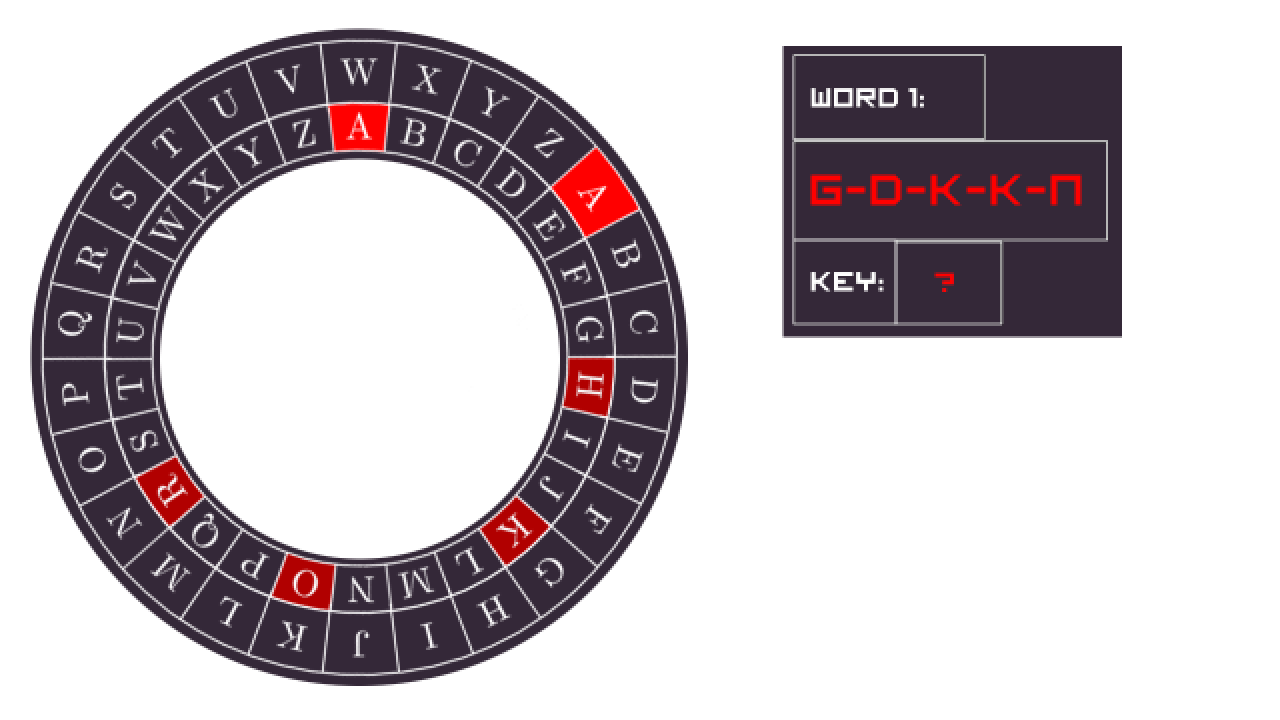 W X Y Z A B C D E F G H I J K L M N O P Q R S T U V
A B C D E F G H I J K L M N O P Q R S T U V W X Y Z
WORD 1:
G-D-K-K-N
KEY: ?